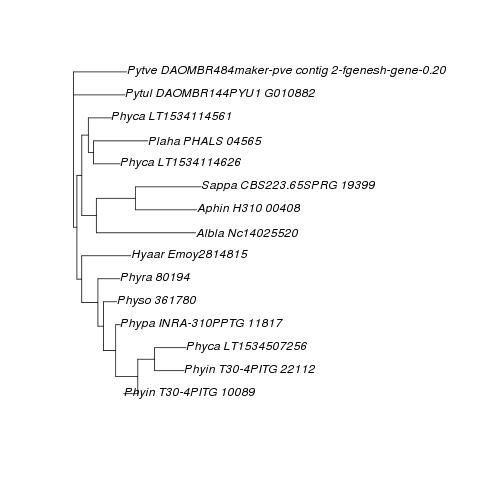 Pytve DAOMBR484maker-pve contig 2-fgenesh-gene-0.20
Pytul DAOMBR144PYU1 G010882
Phyca LT1534114561
Plaha PHALS 04565
Phyca LT1534114626
Sappa CBS223.65SPRG 19399
Aphin H310 00408
Albla Nc14025520
Hyaar Emoy2814815
Phyra 80194
Physo 361780
Phypa INRA-310PPTG 11817
Phyca LT1534507256
Phyin T30-4PITG 22112
Phyin T30-4PITG 10089